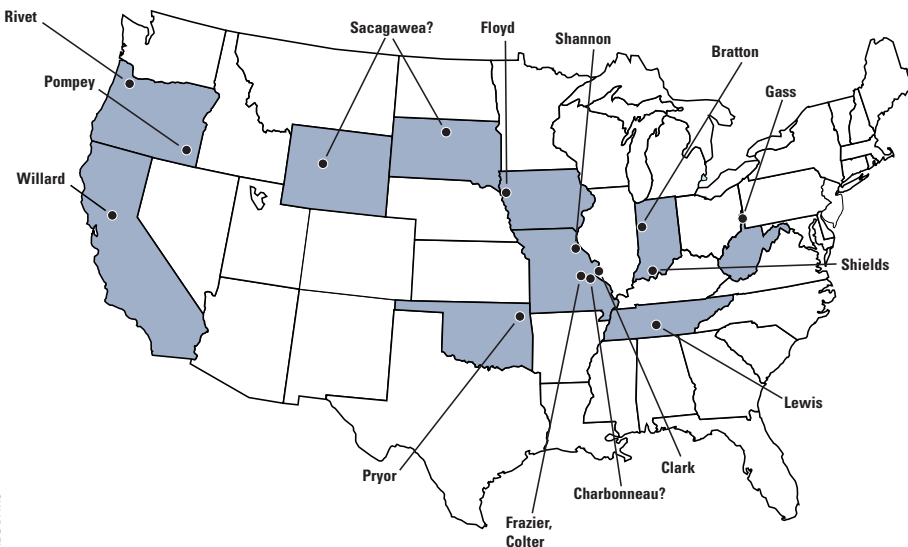 Rivet
Sacagawea?
Floyd
Shannon
Bratton
Pompey
Gass
Willard
Shields
Lewis
Clark
Pryor
Charbonneau?
Frazier,
Colter